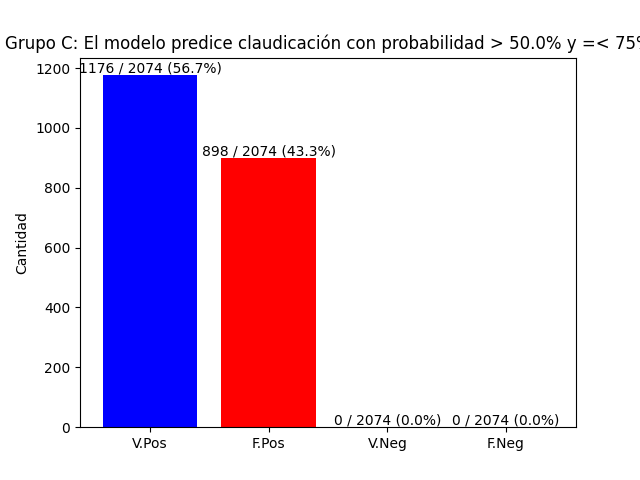 Grupo C: El modelo predice claudicación con probabilidad > 50.0% y =< 75%
1176 / 2074 (56.7%)
898 / 2074 (43.3%)
0 / 2074 (0.0%)
0 / 2074 (0.0%)
1200
1000
800
600
400
200
0
Cantidad
V.Pos
F.Pos
V.Neg
F.Neg